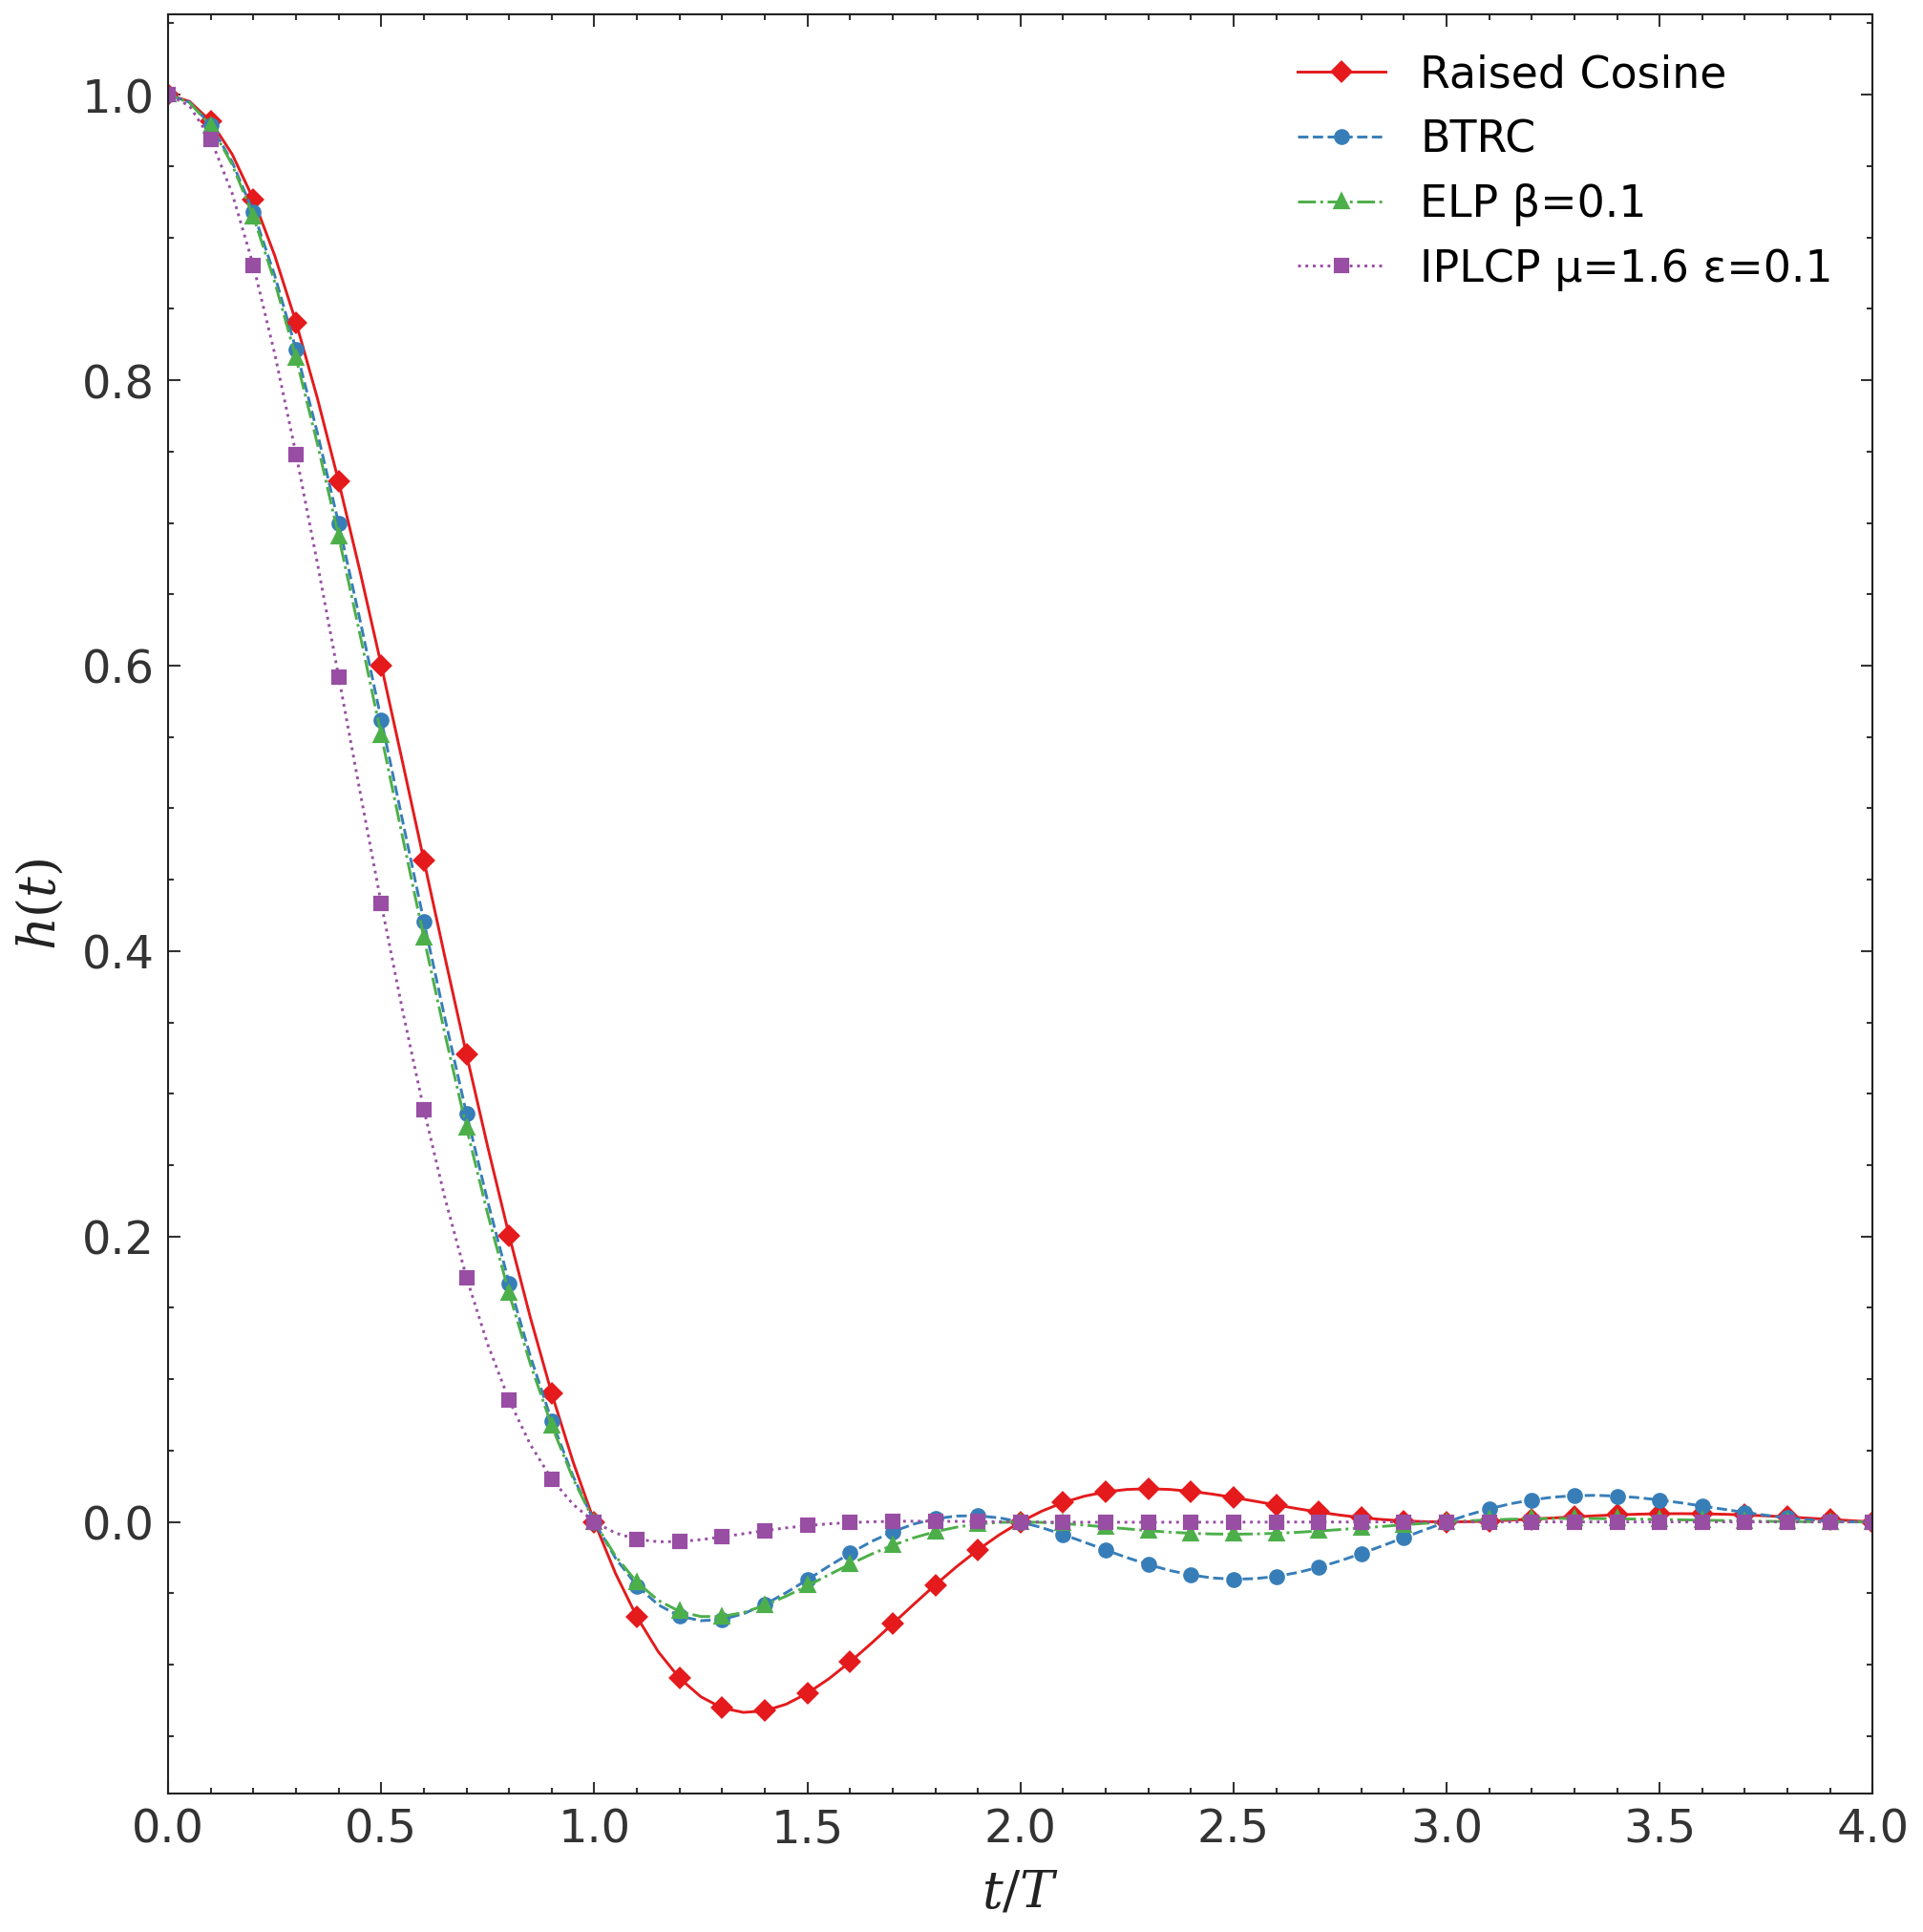 Raised Cosine
BTRC
ELP β=0.1
IPLCP μ=1.6 ε=0.1
1.0
0.8
0.6
0.4
0.2
0.0
h(t)
0.0 0.5 1.0 1.5 2.0 2.5 3.0 3.5 4.0
t/T